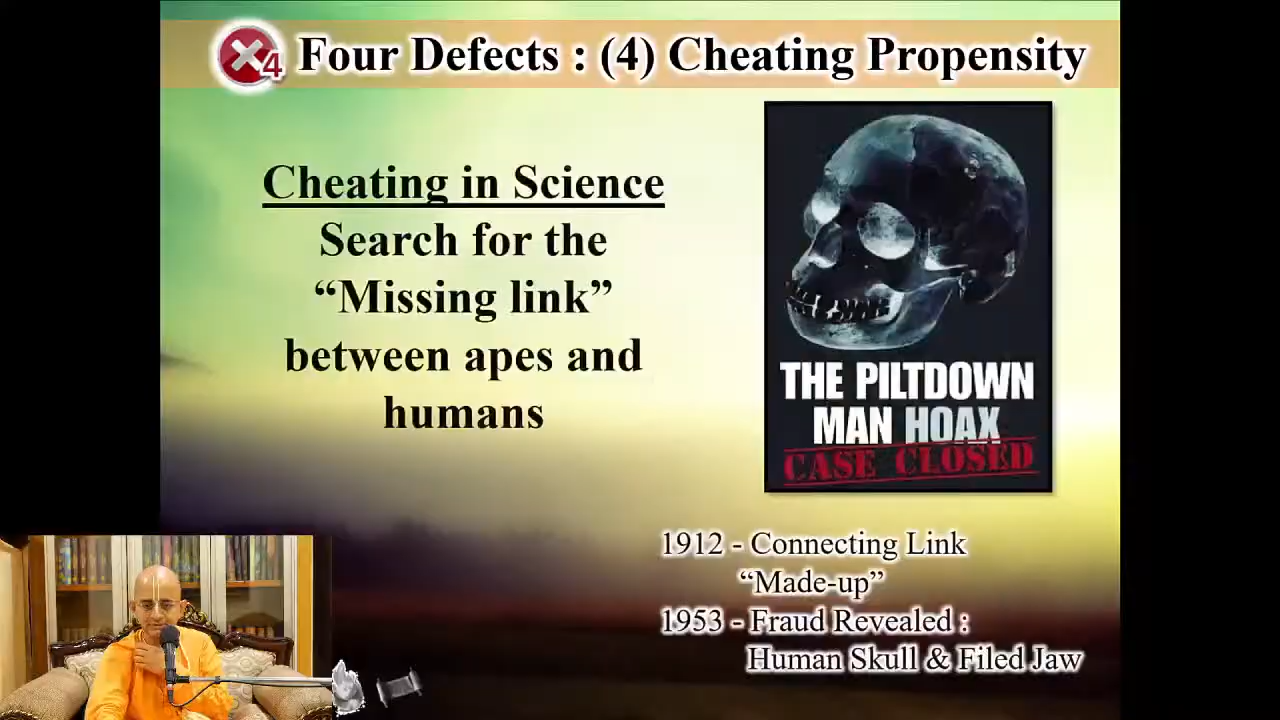 X4 Four Defects : (4) Cheating Propensity
Cheating in Science
Search for the
“Missing link”
between apes and
humans
THE PILTDOWN
MAN HOAX
CASE CLOSED
1912 - Connecting Link
“Made-up”
1953 - Fraud Revealed :
Human Skull & Filed Jaw